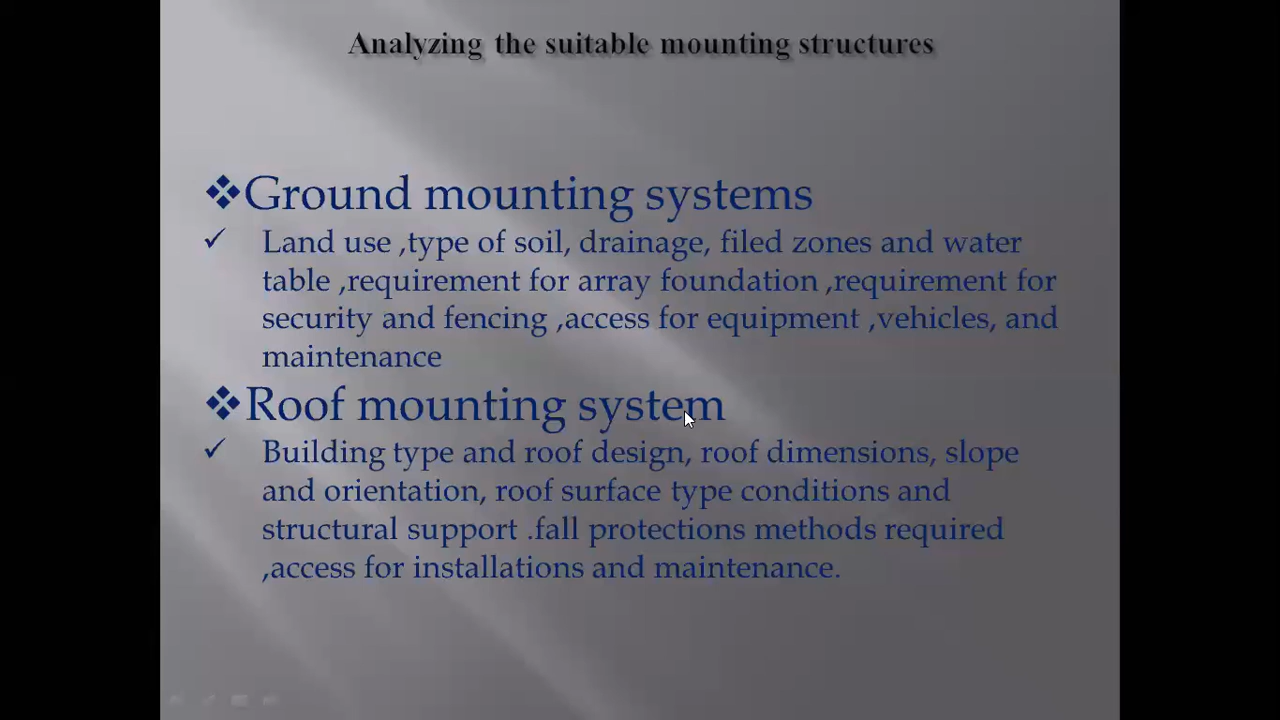 Analyzing the suitable mounting structures
❖Ground mounting systems
✓ Land use ,type of soil, drainage, filed zones and water
table ,requirement for array foundation ,requirement for
security and fencing ,access for equipment ,vehicles, and
maintenance
❖Roof mounting system
✓ Building type and roof design, roof dimensions, slope
and orientation, roof surface type conditions and
structural support .fall protections methods required
,access for installations and maintenance.